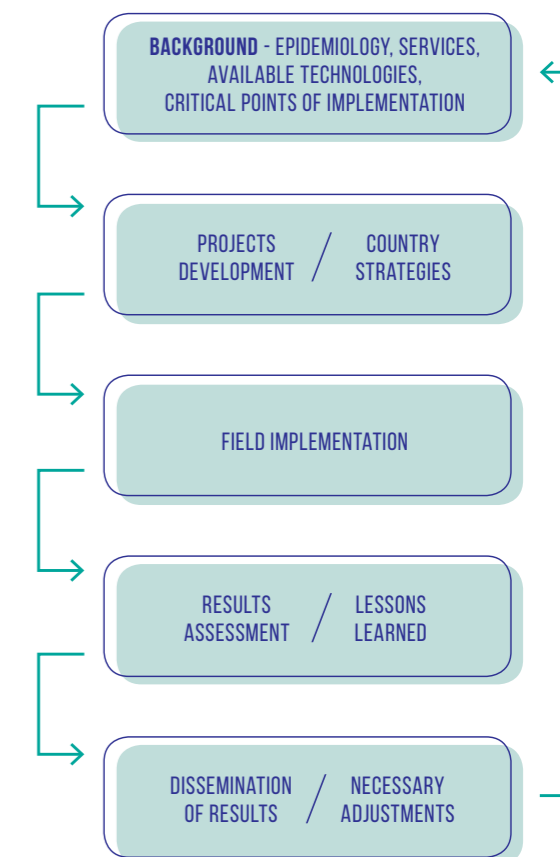 BACKGROUND - EPIDEMIOLOGY, SERVICES,
AVAILABLE TECHNOLOGIES,
CRITICAL POINTS OF IMPLEMENTATION
PROJECTS
DEVELOPMENT
/
COUNTRY
STRATEGIES
FIELD IMPLEMENTATION
RESULTS
ASSESSMENT
/
LESSONS
LEARNED
DISSEMINATION
OF RESULTS
/
NECESSARY
ADJUSTMENTS